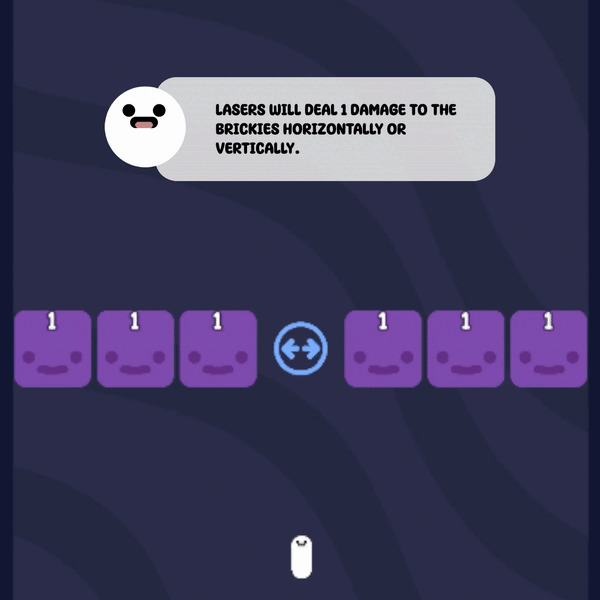 LASERS WILL DEAL 1 DAMAGE TO THE
BRICKIES HORIZONTALLY OR
VERTICALLY.
1 1 1 1 1 1